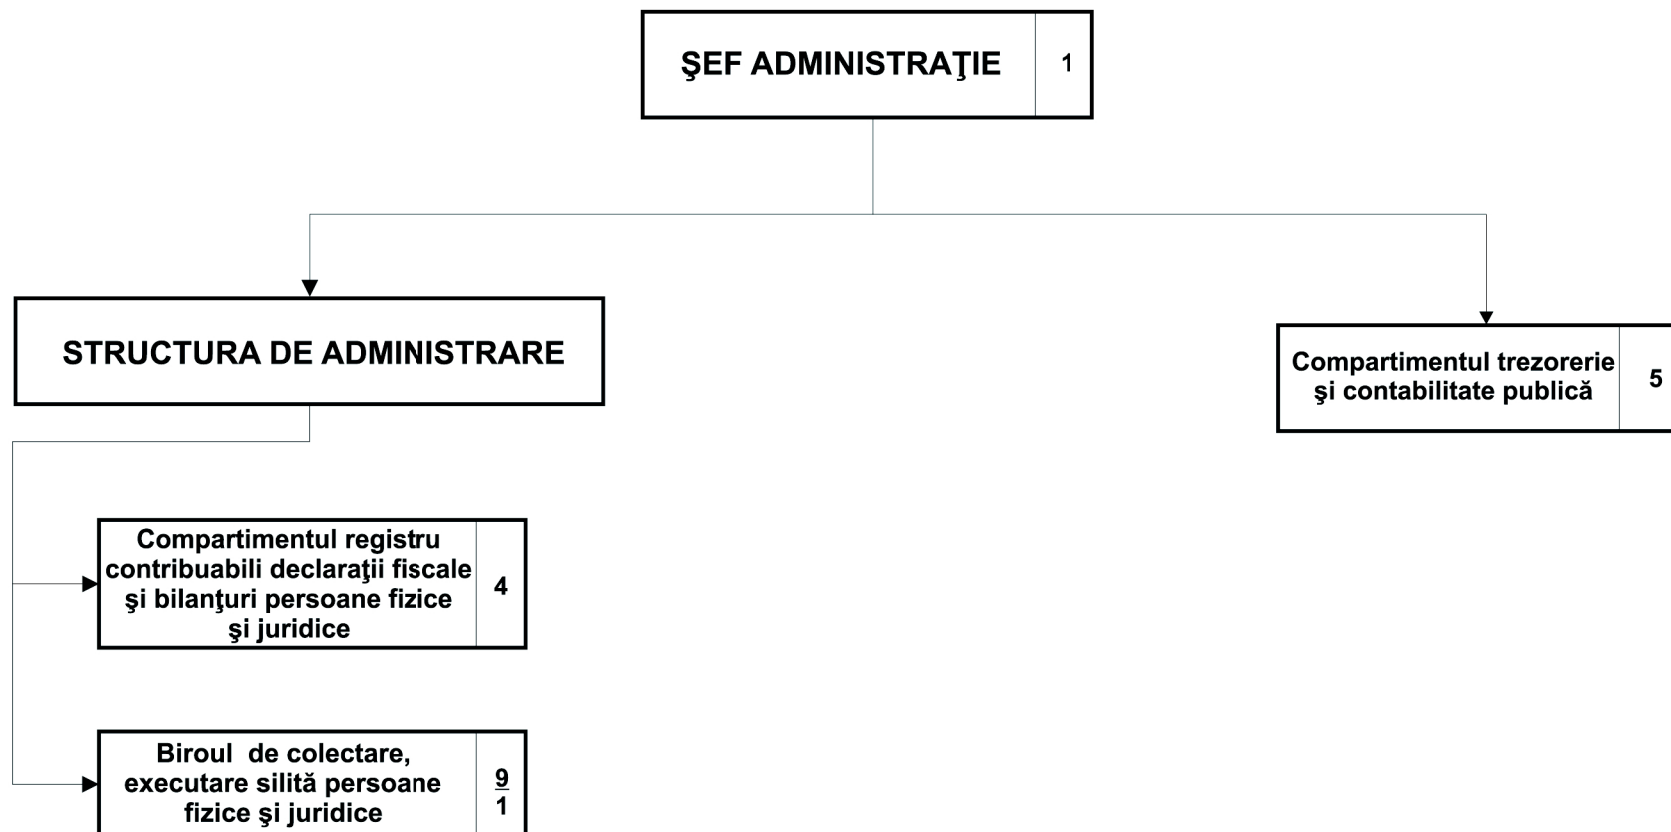 ŞEF ADMINISTRAŢIE 1
STRUCTURA DE ADMINISTRARE
Compartimentul trezorerie
şi contabilitate publică
5
Compartimentul registru
contribuabili declaraţii fiscale
şi bilanţuri persoane fizice
şi juridice
4
Biroul de colectare,
executare silită persoane
fizice şi juridice
9
1